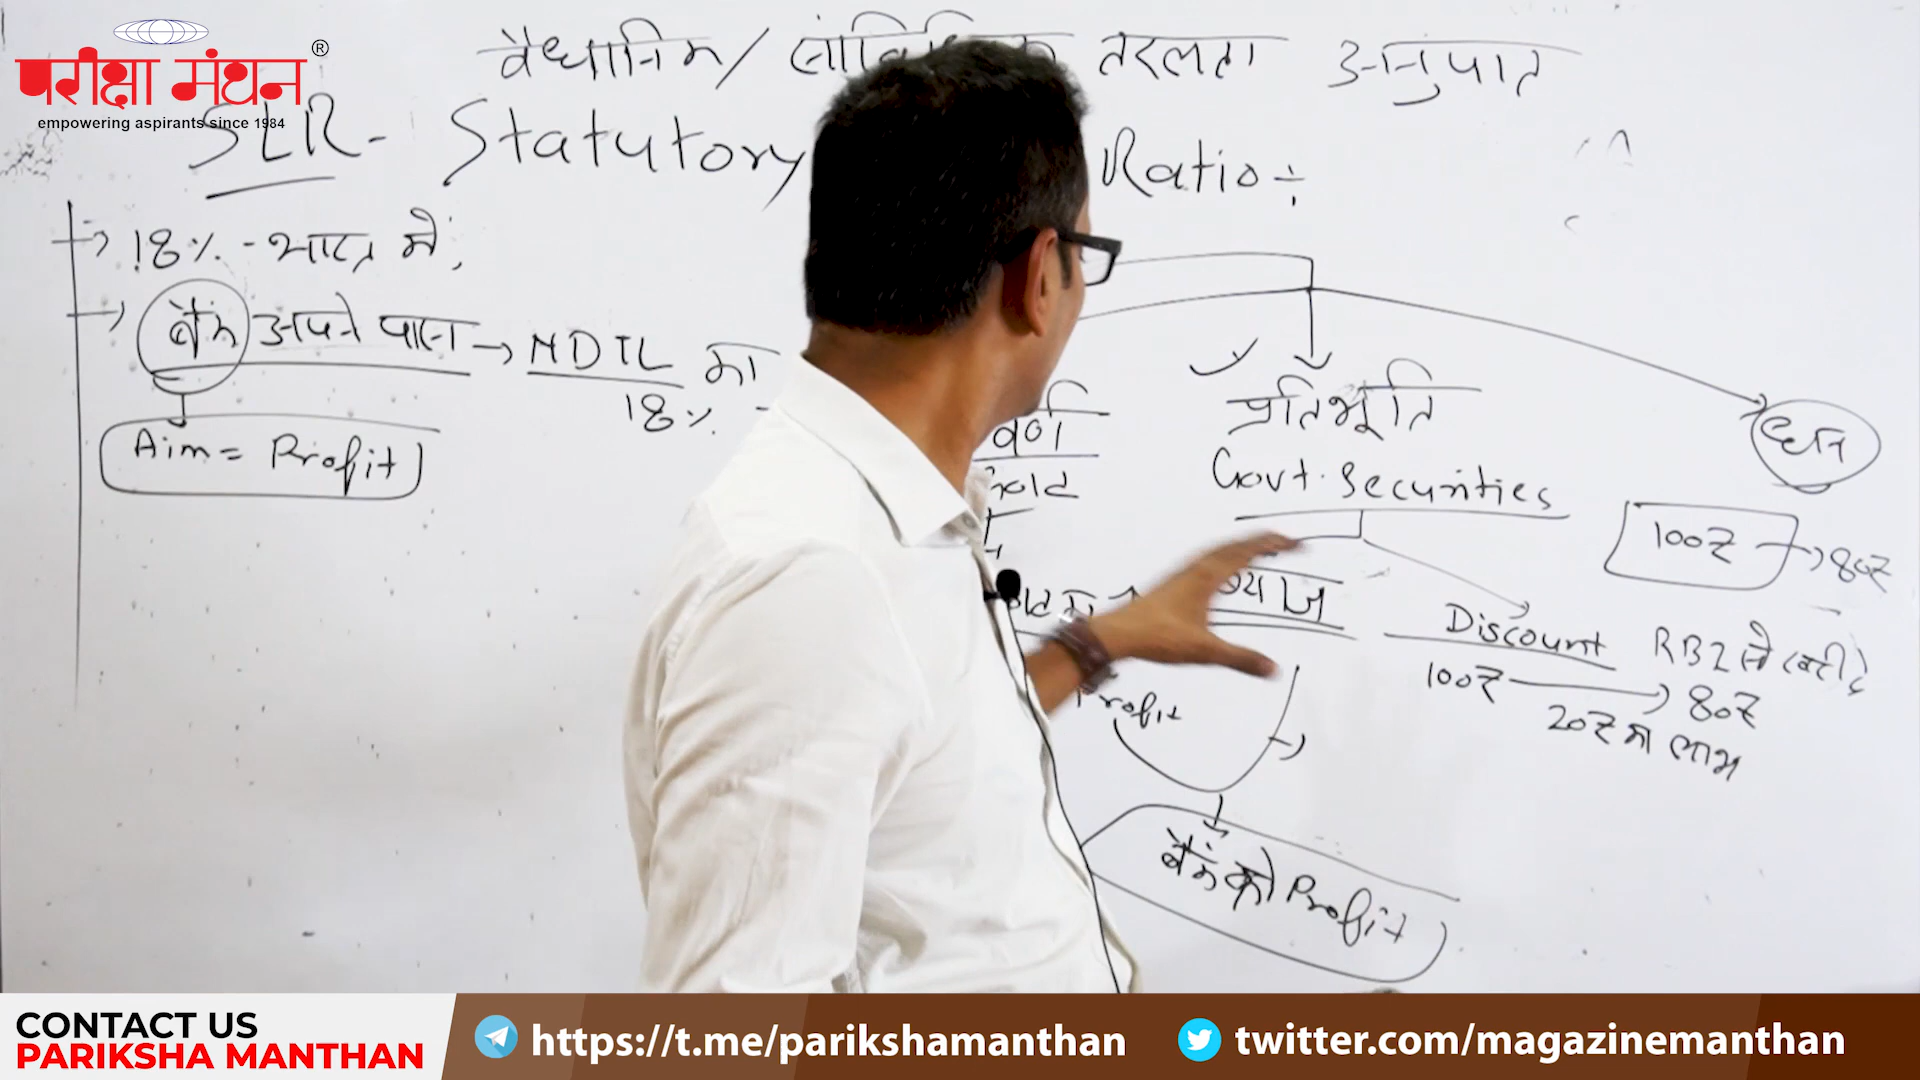 परीक्षा मंथन ®
empowering aspirants since 1984
वैधानिक / तरलता अनुपात
SLR - Statutory Ratio ÷
→ 18% - भारत में
→ बैंक अपने पास → NDTL का
18%
Aim = Profit
प्रतिभूति
Govt. Securities
धन
100₹ → 80₹
ब्याज
Discount
100₹ → 80₹
20₹ का लाभ
RBI से
Profit
बैंक को Profit
CONTACT US
PARIKSHA MANTHAN
https://t.me/parikshamanthan
twitter.com/magazinemanthan